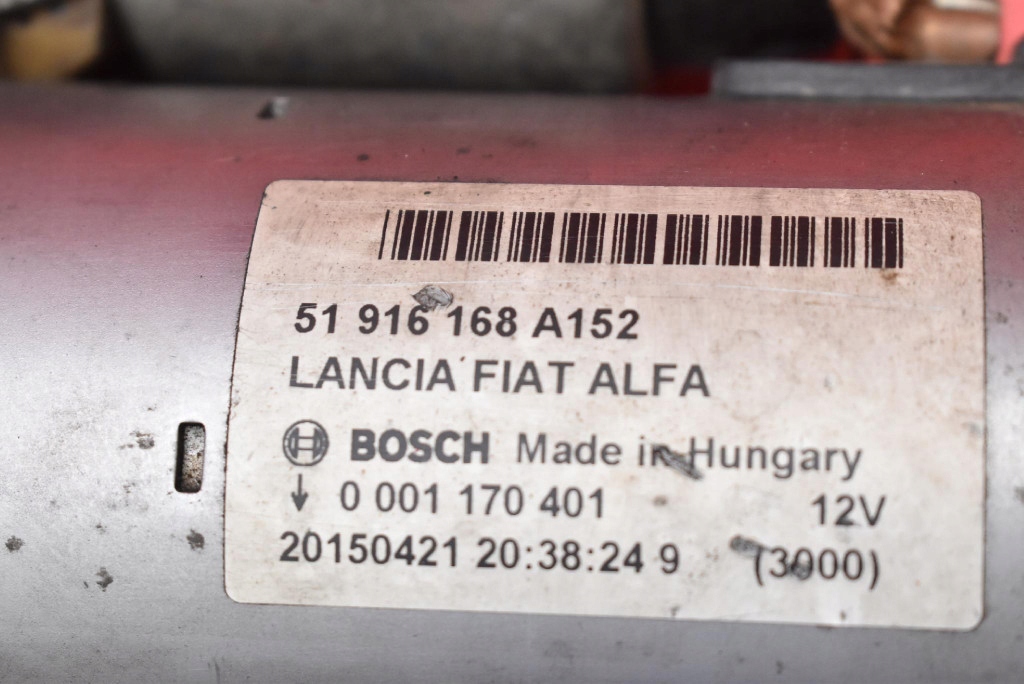 51 916 168 A152
LANCIA FIAT ALFA
BOSCH Made in Hungary
↓ 0 001 170 401 12V
20150421 20:38:24 9 (3000)